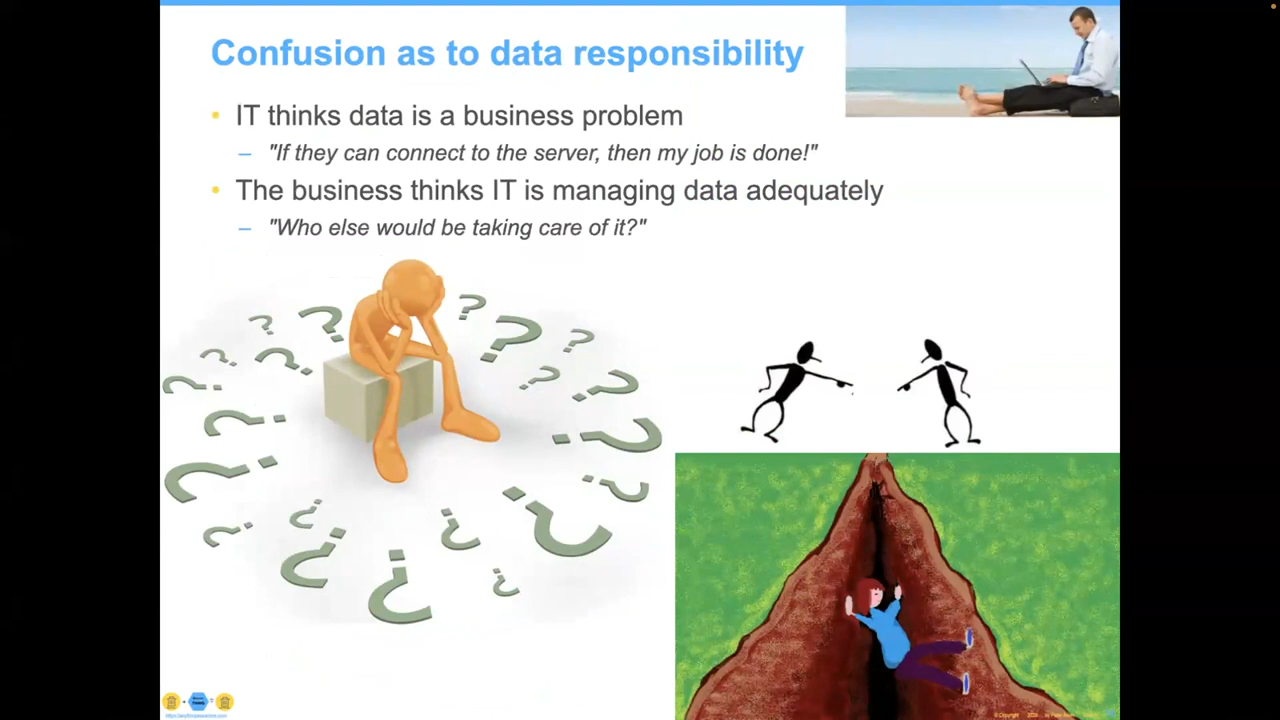 Confusion as to data responsibility
• IT thinks data is a business problem
– "If they can connect to the server, then my job is done!"
• The business thinks IT is managing data adequately
– "Who else would be taking care of it?"
© Copyright